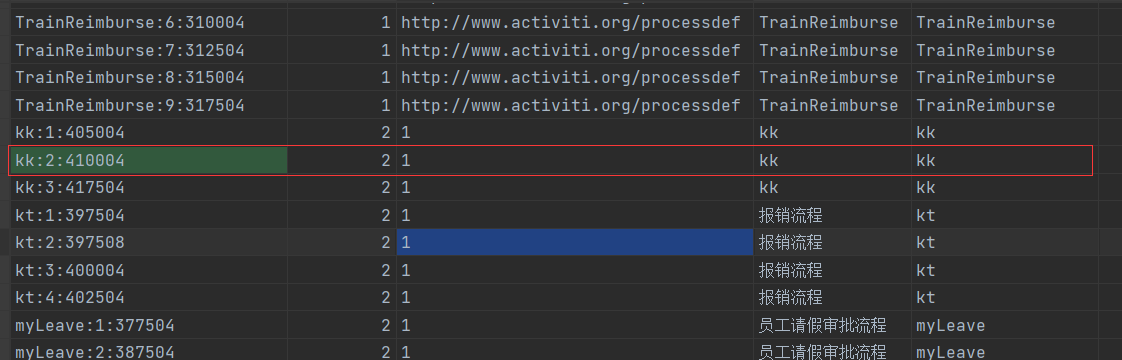 TrainReimburse:6:310004 1 http://www.activiti.org/processdef TrainReimburse TrainReimburse
TrainReimburse:7:312504 1 http://www.activiti.org/processdef TrainReimburse TrainReimburse
TrainReimburse:8:315004 1 http://www.activiti.org/processdef TrainReimburse TrainReimburse
TrainReimburse:9:317504 1 http://www.activiti.org/processdef TrainReimburse TrainReimburse
kk:1:405004 2 1 kk kk
kk:2:410004 2 1 kk kk
kk:3:417504 2 1 kk kk
kt:1:397504 2 1 报销流程 kt
kt:2:397508 2 1 报销流程 kt
kt:3:400004 2 1 报销流程 kt
kt:4:402504 2 1 报销流程 kt
myLeave:1:377504 2 1 员工请假审批流程 myLeave
myLeave:2:387504 2 1 员工请假审批流程 myLeave